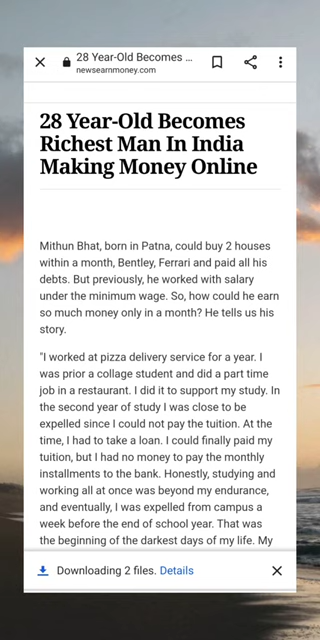 28 Year-Old Becomes ...
newsearnmoney.com
28 Year-Old Becomes
Richest Man In India
Making Money Online
Mithun Bhat, born in Patna, could buy 2 houses
within a month, Bentley, Ferrari and paid all his
debts. But previously, he worked with salary
under the minimum wage. So, how could he earn
so much money only in a month? He tells us his
story.
"I worked at pizza delivery service for a year. I
was prior a collage student and did a part time
job in a restaurant. I did it to support my study. In
the second year of study I was close to be
expelled since I could not pay the tuition. At the
time, I had to take a loan. I could finally paid my
tuition, but I had no money to pay the monthly
installments to the bank. Honestly, studying and
working all at once was beyond my endurance,
and eventually, I was expelled from campus a
week before the end of school year. That was
the beginning of the darkest days of my life. My
Downloading 2 files. Details